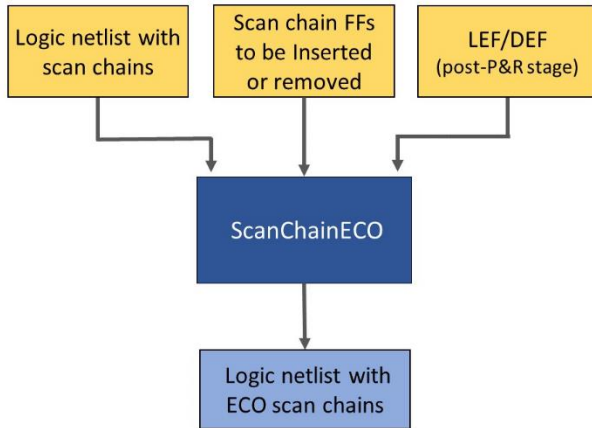 Logic netlist with
scan chains
Scan chain FFs
to be Inserted
or removed
LEF/DEF
(post-P&R stage)
ScanChainECO
Logic netlist with
ECO scan chains